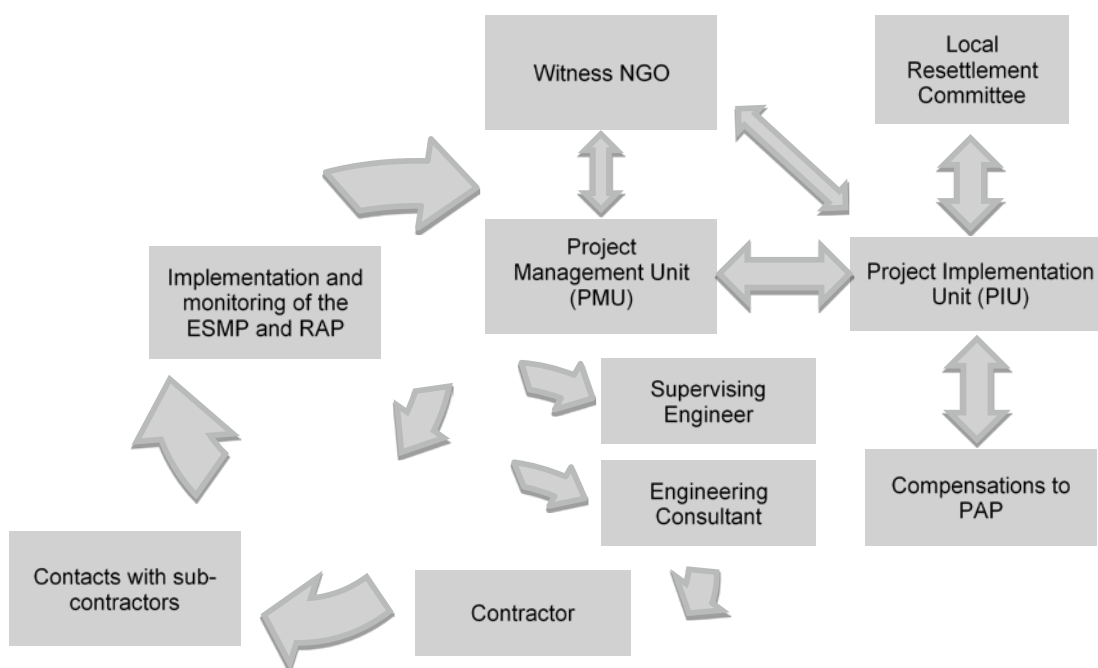 Witness NGO
Local
Resettlement
Committee
Project
Management Unit
(PMU)
Project Implementation
Unit (PIU)
Implementation and
monitoring of the
ESMP and RAP
Supervising
Engineer
Engineering
Consultant
Compensations to
PAP
Contacts with sub-
contractors
Contractor